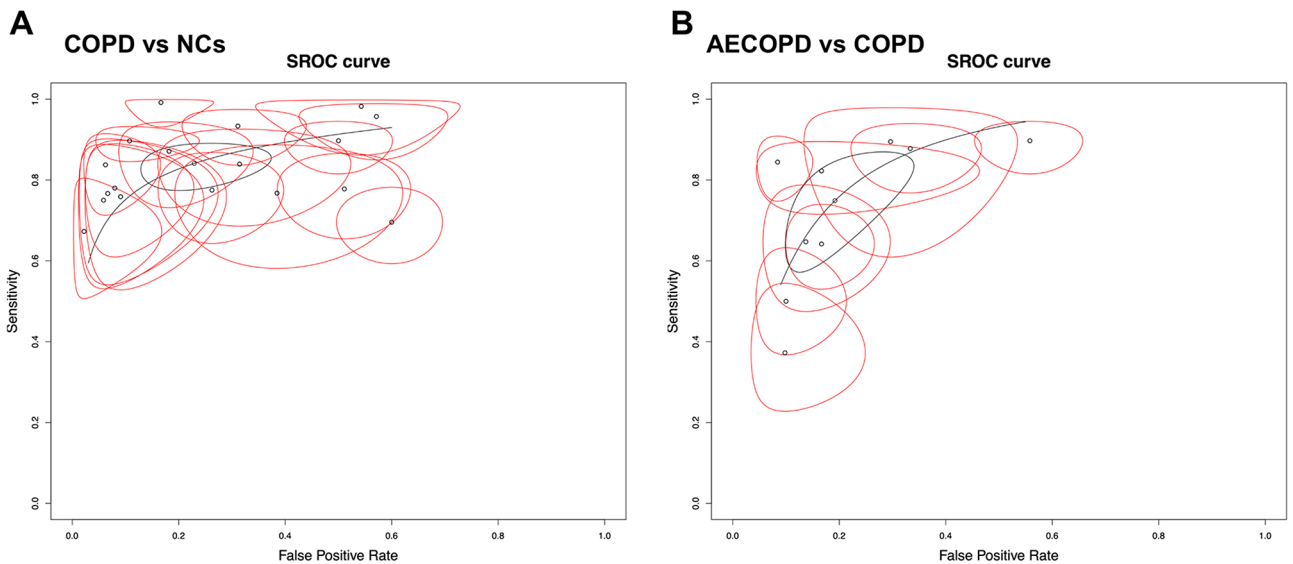 A
COPD vs NCs
SROC curve
1.0
0.8
0.6
0.4
0.2
0.0
Sensitivity
0.0 0.2 0.4 0.6 0.8 1.0
False Positive Rate
B
AECOPD vs COPD
SROC curve
1.0
0.8
0.6
0.4
0.2
0.0
Sensitivity
0.0 0.2 0.4 0.6 0.8 1.0
False Positive Rate